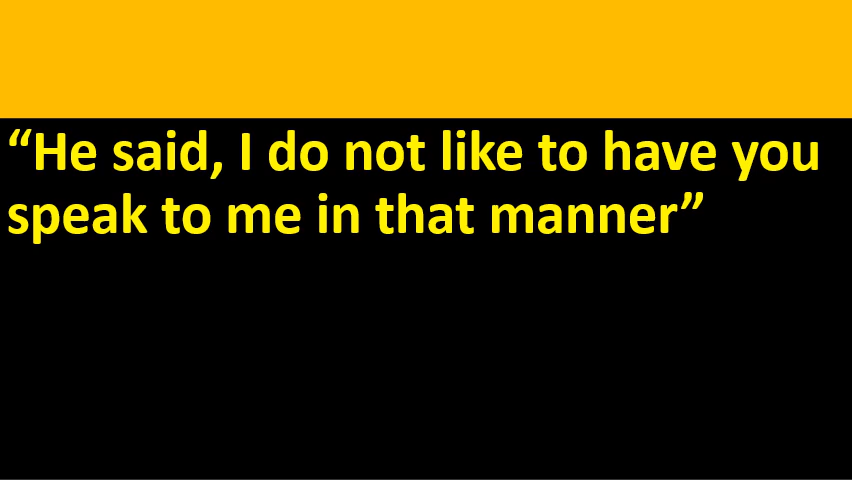 “He said, I do not like to have you
speak to me in that manner”